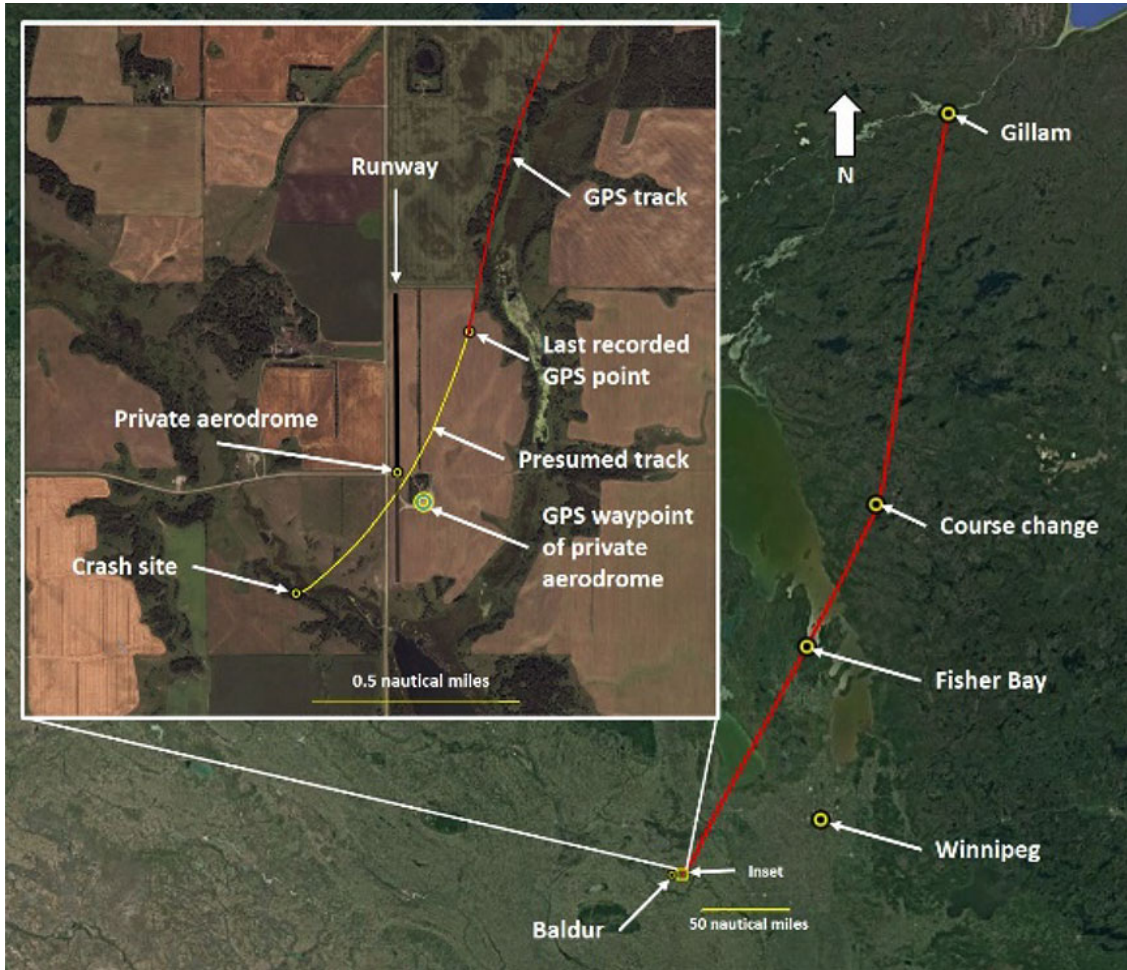 Runway
GPS track
Last recorded
GPS point
Private aerodrome
Presumed track
GPS waypoint
of private
aerodrome
Crash site
0.5 nautical miles
N
Gillam
Course change
Fisher Bay
Winnipeg
Inset
Baldur
50 nautical miles